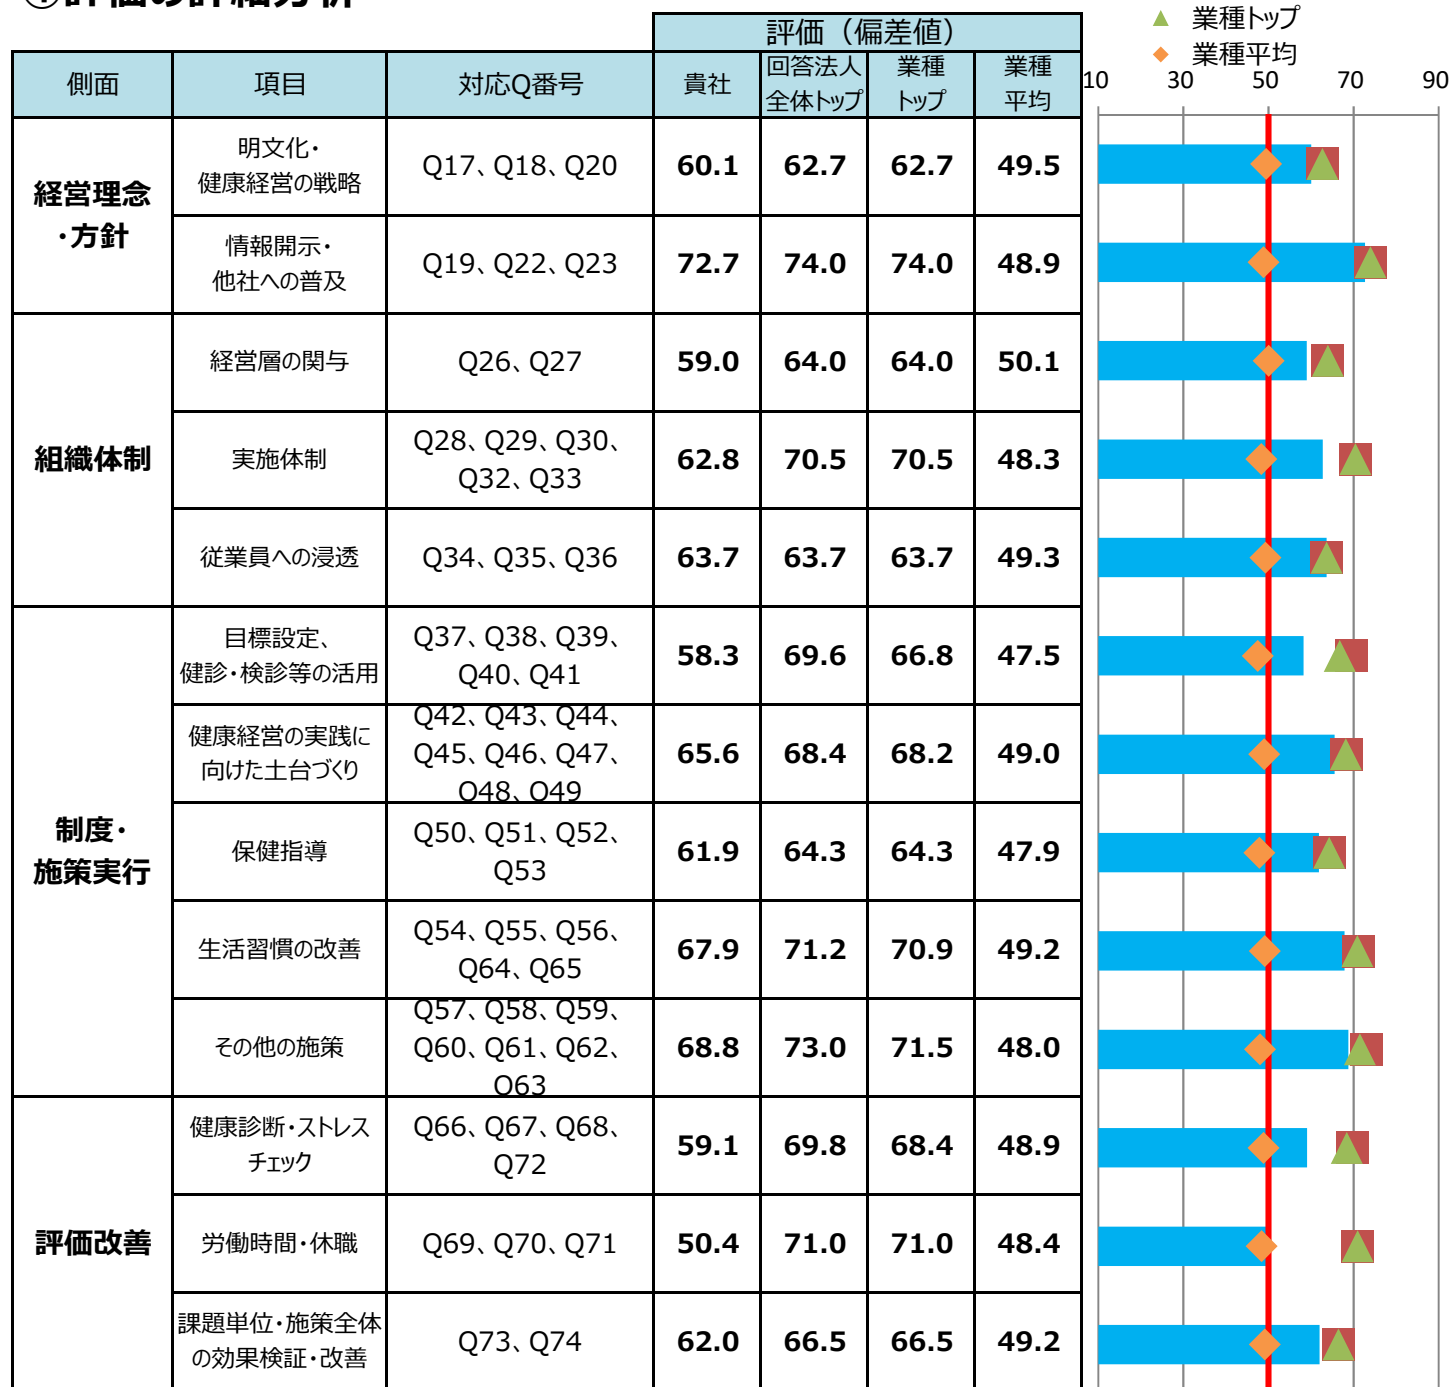 評価（偏差値）
側面 項目 対応Q番号 貴社 回答法人 業種 業種
全体トップ トップ 平均
▲ 業種トップ
◆ 業種平均
10 30 50 70 90
経営理念
・方針
明文化・
健康経営の戦略
Q17、Q18、Q20 60.1 62.7 62.7 49.5
情報開示・
他社への普及
Q19、Q22、Q23 72.7 74.0 74.0 48.9
組織体制
経営層の関与 Q26、Q27 59.0 64.0 64.0 50.1
実施体制
Q28、Q29、Q30、
Q32、Q33
62.8 70.5 70.5 48.3
従業員への浸透 Q34、Q35、Q36 63.7 63.7 63.7 49.3
制度・
施策実行
目標設定、
健診・検診等の活用
Q37、Q38、Q39、
Q40、Q41
58.3 69.6 66.8 47.5
健康経営の実践に
向けた土台づくり
Q42、Q43、Q44、
Q45、Q46、Q47、
Q48、Q49
65.6 68.4 68.2 49.0
保健指導
Q50、Q51、Q52、
Q53
61.9 64.3 64.3 47.9
生活習慣の改善
Q54、Q55、Q56、
Q64、Q65
67.9 71.2 70.9 49.2
その他の施策
Q57、Q58、Q59、
Q60、Q61、Q62、
Q63
68.8 73.0 71.5 48.0
評価改善
健康診断・ストレス
チェック
Q66、Q67、Q68、
Q72
59.1 69.8 68.4 48.9
労働時間・休職 Q69、Q70、Q71 50.4 71.0 71.0 48.4
課題単位・施策全体
の効果検証・改善
Q73、Q74 62.0 66.5 66.5 49.2